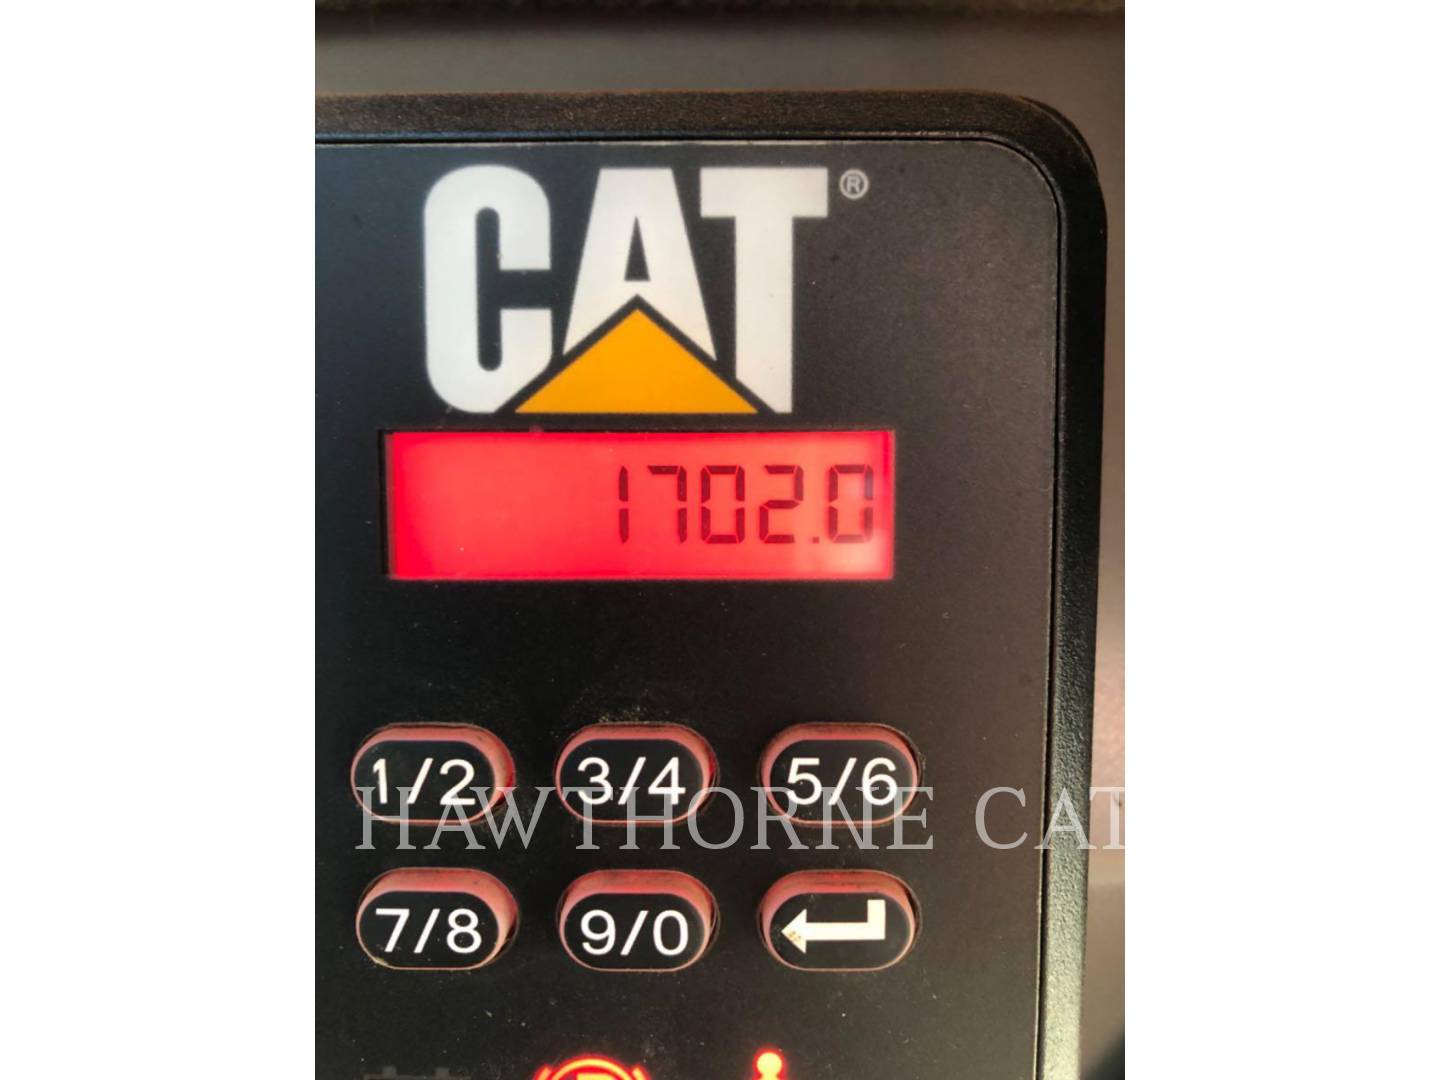 CAT®
1702.0
1/2 3/4 5/6
HAWTHORNE CAT
7/8 9/0